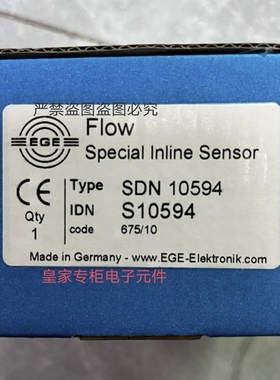 严禁盗图盗图必究
EGE
Flow
Special Inline Sensor
CE
Type SDN 10594
Qty IDN S10594
1 code 675/10
皇家专柜电子元件
Made in Germany - www.EGE-Elektronik.com